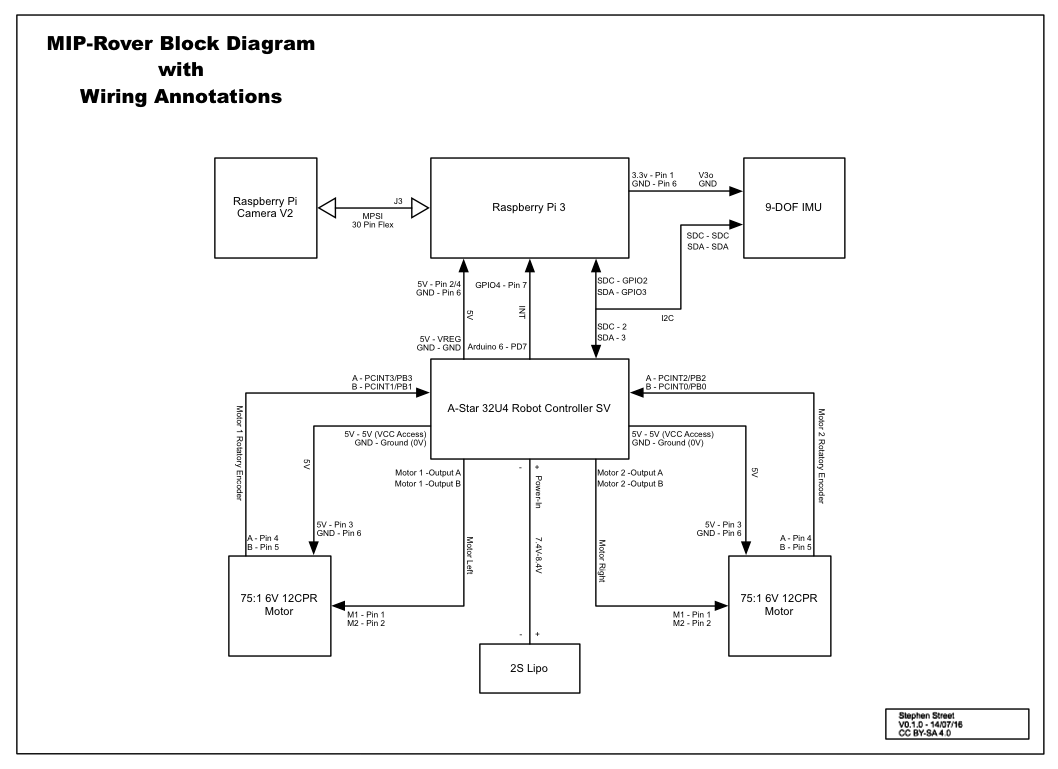 MIP-Rover Block Diagram
with
Wiring Annotations
Raspberry Pi
Camera V2
J3
MPSI
30 Pin Flex
Raspberry Pi 3
3.3v - Pin 1
GND - Pin 6
V3o
GND
9-DOF IMU
SDC - SDC
SDA - SDA
5V - Pin 2/4
GND - Pin 6
GPIO4 - Pin 7
SDC - GPIO2
SDA - GPIO3
5V
INT
I2C
5V - VREG
GND - GND
Arduino 6 - PD7
SDC - 2
SDA - 3
A - PCINT3/PB3
B - PCINT1/PB1
A-Star 32U4 Robot Controller SV
A - PCINT2/PB2
B - PCINT0/PB0
Motor 1 Rotatory Encoder
5V - 5V (VCC Access)
GND - Ground (0V)
5V - 5V (VCC Access)
GND - Ground (0V)
Motor 2 Rotatory Encoder
5V
Motor 1 -Output A
Motor 1 -Output B
- +
Power-In
Motor 2 -Output A
Motor 2 -Output B
5V
A - Pin 4
B - Pin 5
5V - Pin 3
GND - Pin 6
Motor Left
7.4V-8.4V
Motor Right
5V - Pin 3
GND - Pin 6
A - Pin 4
B - Pin 5
75:1 6V 12CPR
Motor
M1 - Pin 1
M2 - Pin 2
- +
2S Lipo
M1 - Pin 1
M2 - Pin 2
75:1 6V 12CPR
Motor
Stephen Street
V0.1.0 - 14/07/16
CC BY-SA 4.0